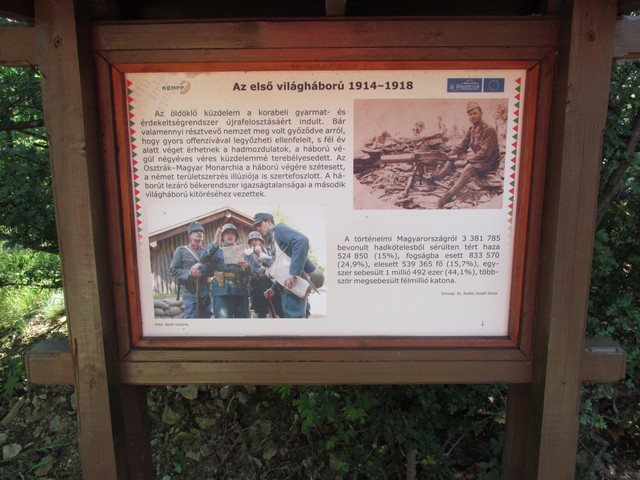 KEMPP
Az első világháború 1914–1918
Az öldöklő küzdelem a korabeli gyarmat- és
érdekeltségrendszer újrafelosztásáért indult. Bár
valamennyi résztvevő nemzet meg volt győződve arról,
hogy gyors offenzívával legyőzheti ellenfeleit, s fél év
alatt véget érhetnek a hadmozdulatok, a háború vé-
gül négyéves véres küzdelemmé terebélyesedett. Az
Osztrák–Magyar Monarchia a háború végére szétesett,
a német területszerzés illúziója is szertefoszlott. A há-
borút lezáró békerendszer igazságtalanságai a második
világháború kitöréséhez vezettek.
A történelmi Magyarországról 3 381 785
bevonult hadkötelesből sérülten tért haza
524 850 (15%), fogságba esett 833 570
(24,9%), elesett 539 365 fő (15,7%), egy-
szer sebesült 1 millió 492 ezer (44,1%), több-
ször megsebesült félmillió katona.